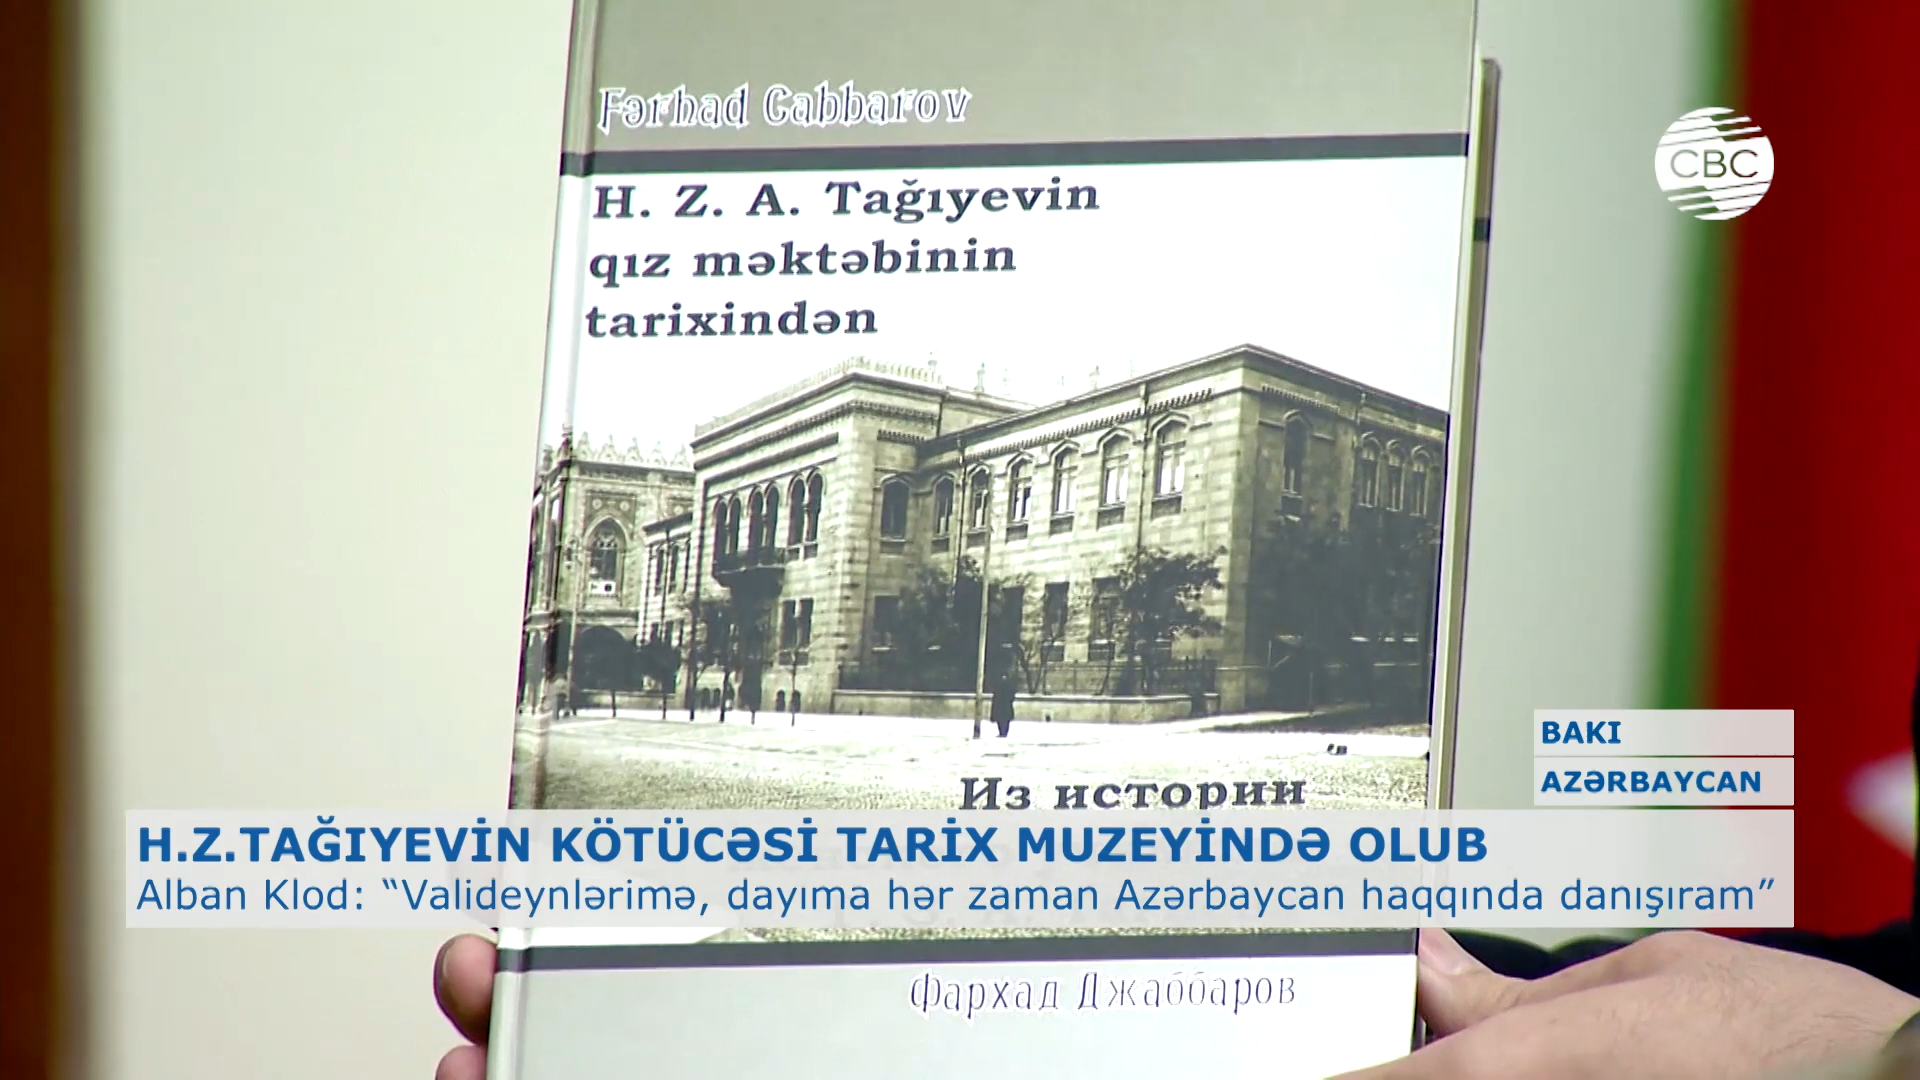 Fərhad Cabbarov
CBC
H. Z. A. Tağıyevin
qız məktəbinin
tarixindən
Из истории
BAKI
AZƏRBAYCAN
H.Z.TAĞIYEVİN KÖTÜCƏSİ TARİX MUZEYİNDƏ OLUB
Alban Klod: “Valideynlərimə, dayıma hər zaman Azərbaycan haqqında danışıram”
Фархад Джаббаров